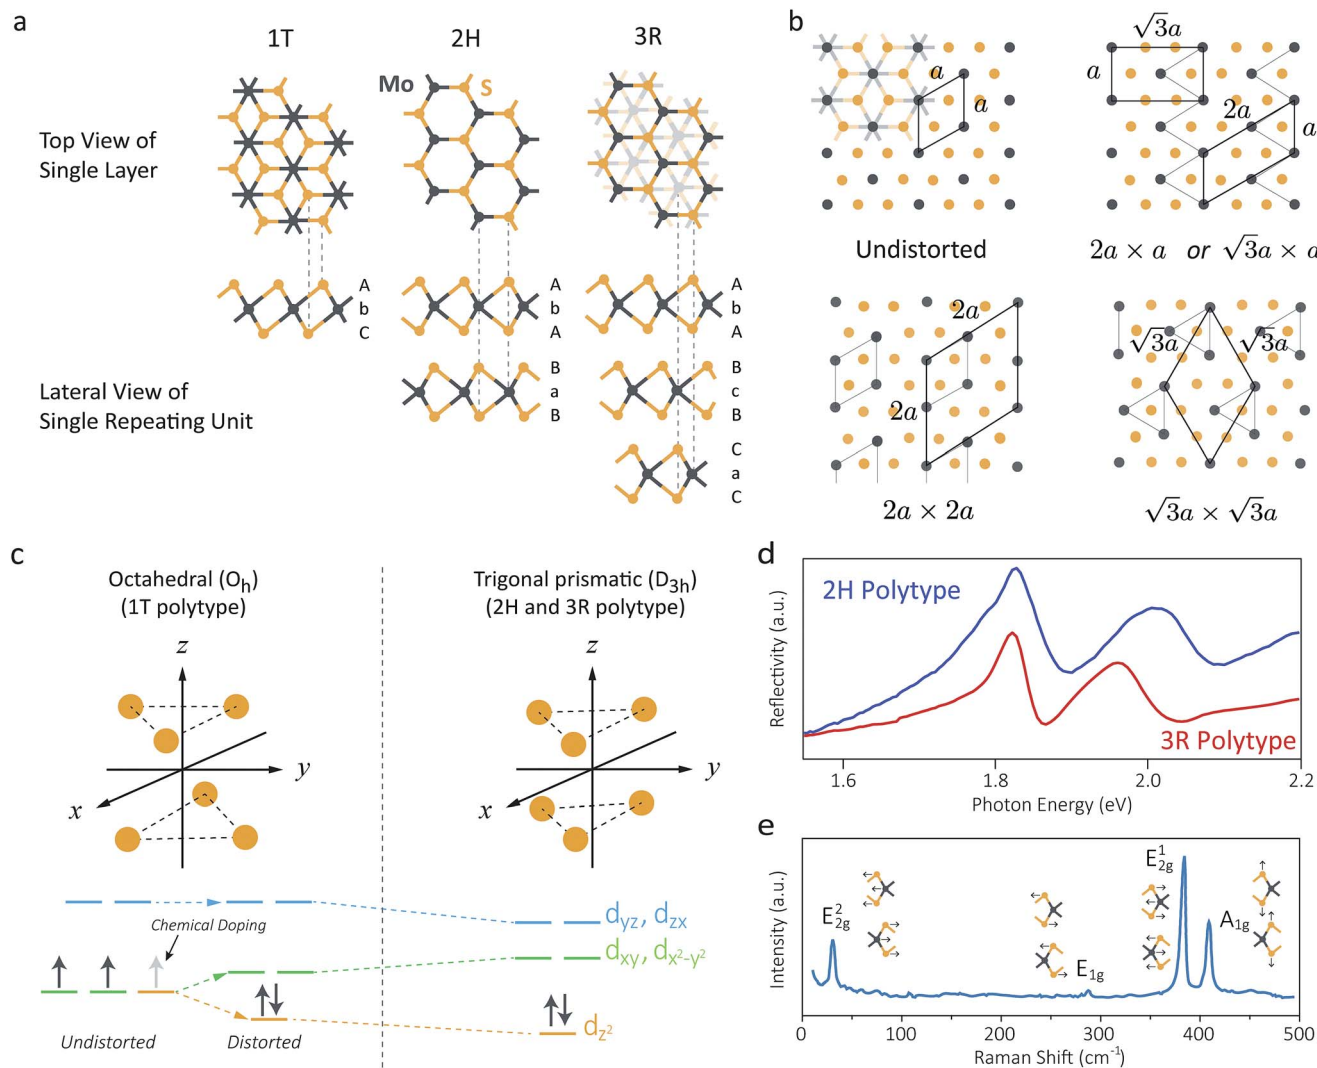 a
1T
2H
3R
Mo
S
Top View of
Single Layer
A
b
C
A
b
A
A
b
A
Lateral View of
Single Repeating Unit
B
a
B
B
c
B
C
a
C
b
a
a
√3a
a
2a
a
Undistorted
2a × a or √3a × a
2a
2a
√3a
√3a
2a × 2a
√3a × √3a
c
Octahedral (Oh)
(1T polytype)
Trigonal prismatic (D3h)
(2H and 3R polytype)
z
y
x
z
y
x
Chemical Doping
dyz, dzx
dxy, dx²-y²
dz²
Undistorted
Distorted
d
Reflectivity (a.u.)
2H Polytype
3R Polytype
1.6
1.8
2.0
2.2
Photon Energy (eV)
e
Intensity (a.u.)
E²2g
E1g
E¹2g
A1g
0
100
200
300
400
500
Raman Shift (cm⁻¹)